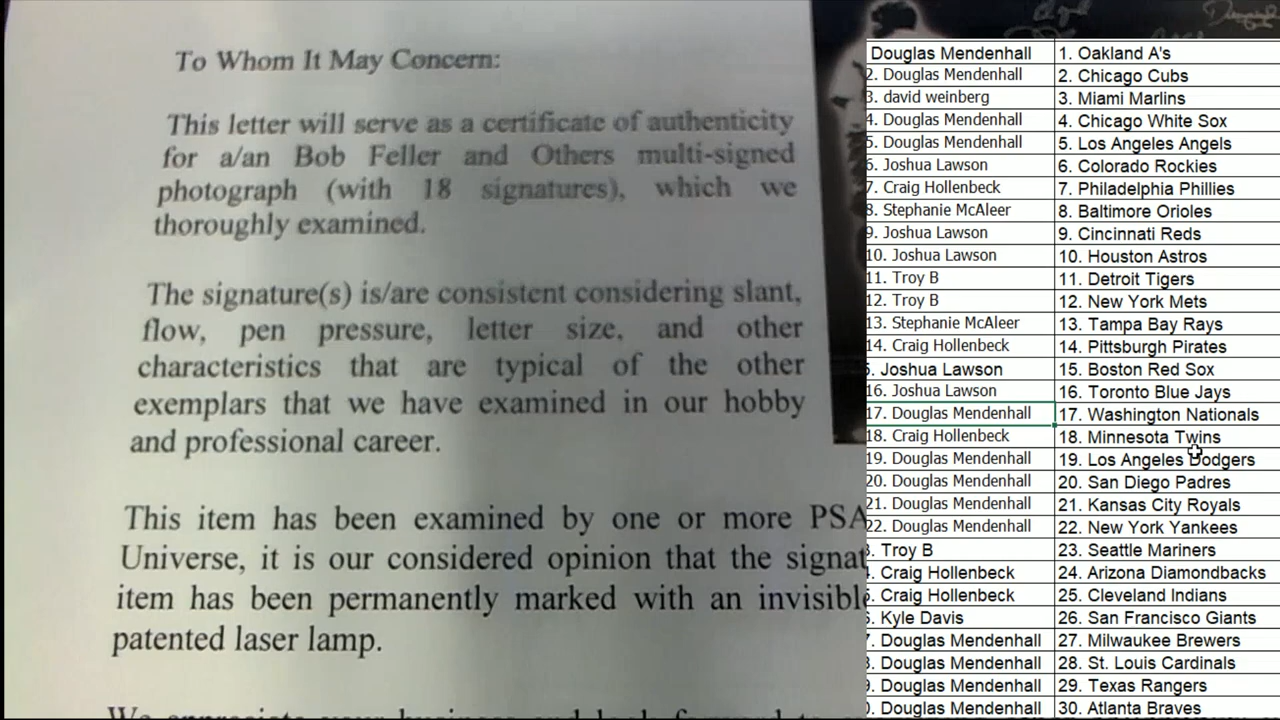 To Whom It May Concern:
This letter will serve as a certificate of authenticity
for a/an Bob Feller and Others multi-signed
photograph (with 18 signatures), which we
thoroughly examined.
The signature(s) is/are consistent considering slant,
flow, pen pressure, letter size, and other
characteristics that are typical of the other
exemplars that we have examined in our hobby
and professional career.
This item has been examined by one or more PSA
Universe, it is our considered opinion that the signat
item has been permanently marked with an invisible
patented laser lamp.
Douglas Mendenhall 1. Oakland A's
2. Douglas Mendenhall 2. Chicago Cubs
3. david weinberg 3. Miami Marlins
4. Douglas Mendenhall 4. Chicago White Sox
5. Douglas Mendenhall 5. Los Angeles Angels
6. Joshua Lawson 6. Colorado Rockies
7. Craig Hollenbeck 7. Philadelphia Phillies
8. Stephanie McAleer 8. Baltimore Orioles
9. Joshua Lawson 9. Cincinnati Reds
10. Joshua Lawson 10. Houston Astros
11. Troy B 11. Detroit Tigers
12. Troy B 12. New York Mets
13. Stephanie McAleer 13. Tampa Bay Rays
14. Craig Hollenbeck 14. Pittsburgh Pirates
5. Joshua Lawson 15. Boston Red Sox
16. Joshua Lawson 16. Toronto Blue Jays
17. Douglas Mendenhall 17. Washington Nationals
18. Craig Hollenbeck 18. Minnesota Twins
19. Douglas Mendenhall 19. Los Angeles Dodgers
20. Douglas Mendenhall 20. San Diego Padres
21. Douglas Mendenhall 21. Kansas City Royals
22. Douglas Mendenhall 22. New York Yankees
3. Troy B 23. Seattle Mariners
4. Craig Hollenbeck 24. Arizona Diamondbacks
5. Craig Hollenbeck 25. Cleveland Indians
6. Kyle Davis 26. San Francisco Giants
7. Douglas Mendenhall 27. Milwaukee Brewers
8. Douglas Mendenhall 28. St. Louis Cardinals
9. Douglas Mendenhall 29. Texas Rangers
0. Douglas Mendenhall 30. Atlanta Braves